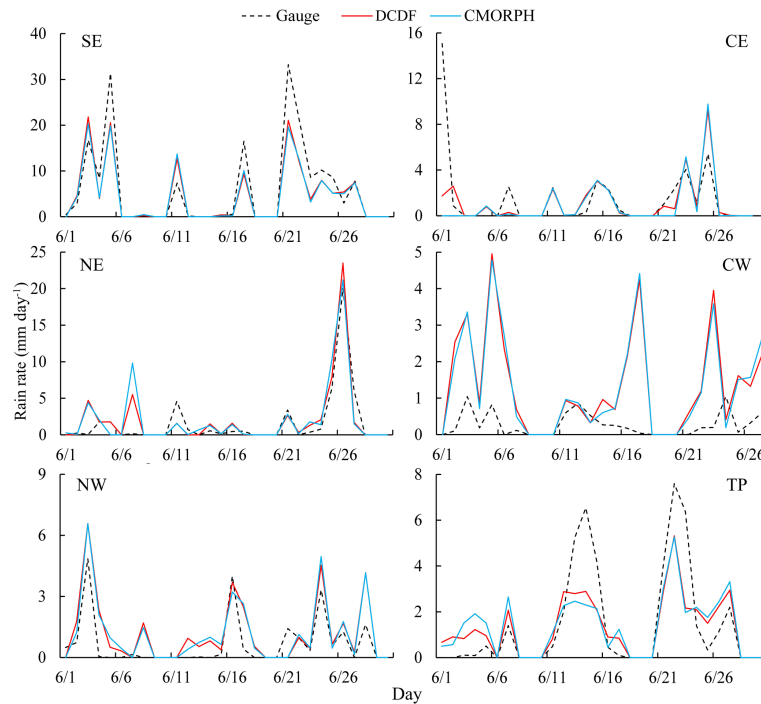 Gauge DCDF CMORPH
SE CE
40 16
30 12
20 8
10 4
0 0
6/1 6/6 6/11 6/16 6/21 6/26 6/1 6/6 6/11 6/16 6/21 6/26
NE CW
25 5
20 4
15 3
10 2
5 1
0 0
6/1 6/6 6/11 6/16 6/21 6/26 6/1 6/6 6/11 6/16 6/21 6/26
Rain rate (mm day⁻¹)
NW TP
9 8
6 6
3 4
2
0 0
6/1 6/6 6/11 6/16 6/21 6/26 6/1 6/6 6/11 6/16 6/21 6/26
Day